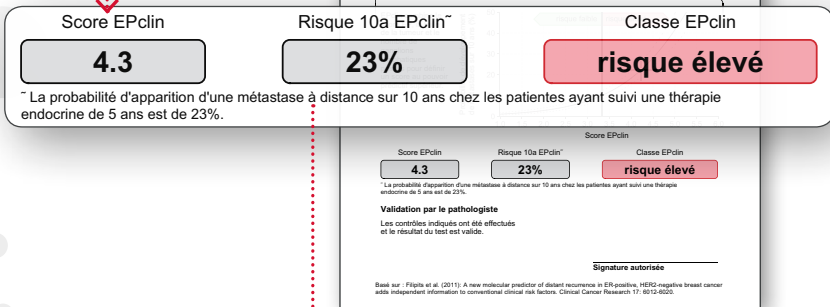 Score EPclin Risque 10a EPclin˜ Classe EPclin
4.3 23% risque élevé
˜ La probabilité d'apparition d'une métastase à distance sur 10 ans chez les patientes ayant suivi une thérapie
endocrine de 5 ans est de 23%.
Score EPclin
Score EPclin Risque 10a EPclin˜ Classe EPclin
4.3 23% risque élevé
˜ La probabilité d'apparition d'une métastase à distance sur 10 ans chez les patientes ayant suivi une thérapie
endocrine de 5 ans est de 23%.
Validation par le pathologiste
Les contrôles indiqués ont été effectués
et le résultat du test est valide.
Signature autorisée
Basé sur : Filipits et al. (2011): A new molecular predictor of distant recurrence in ER-positive, HER2-negative breast cancer
adds independent information to conventional clinical risk factors. Clinical Cancer Research 17: 6012-6020.